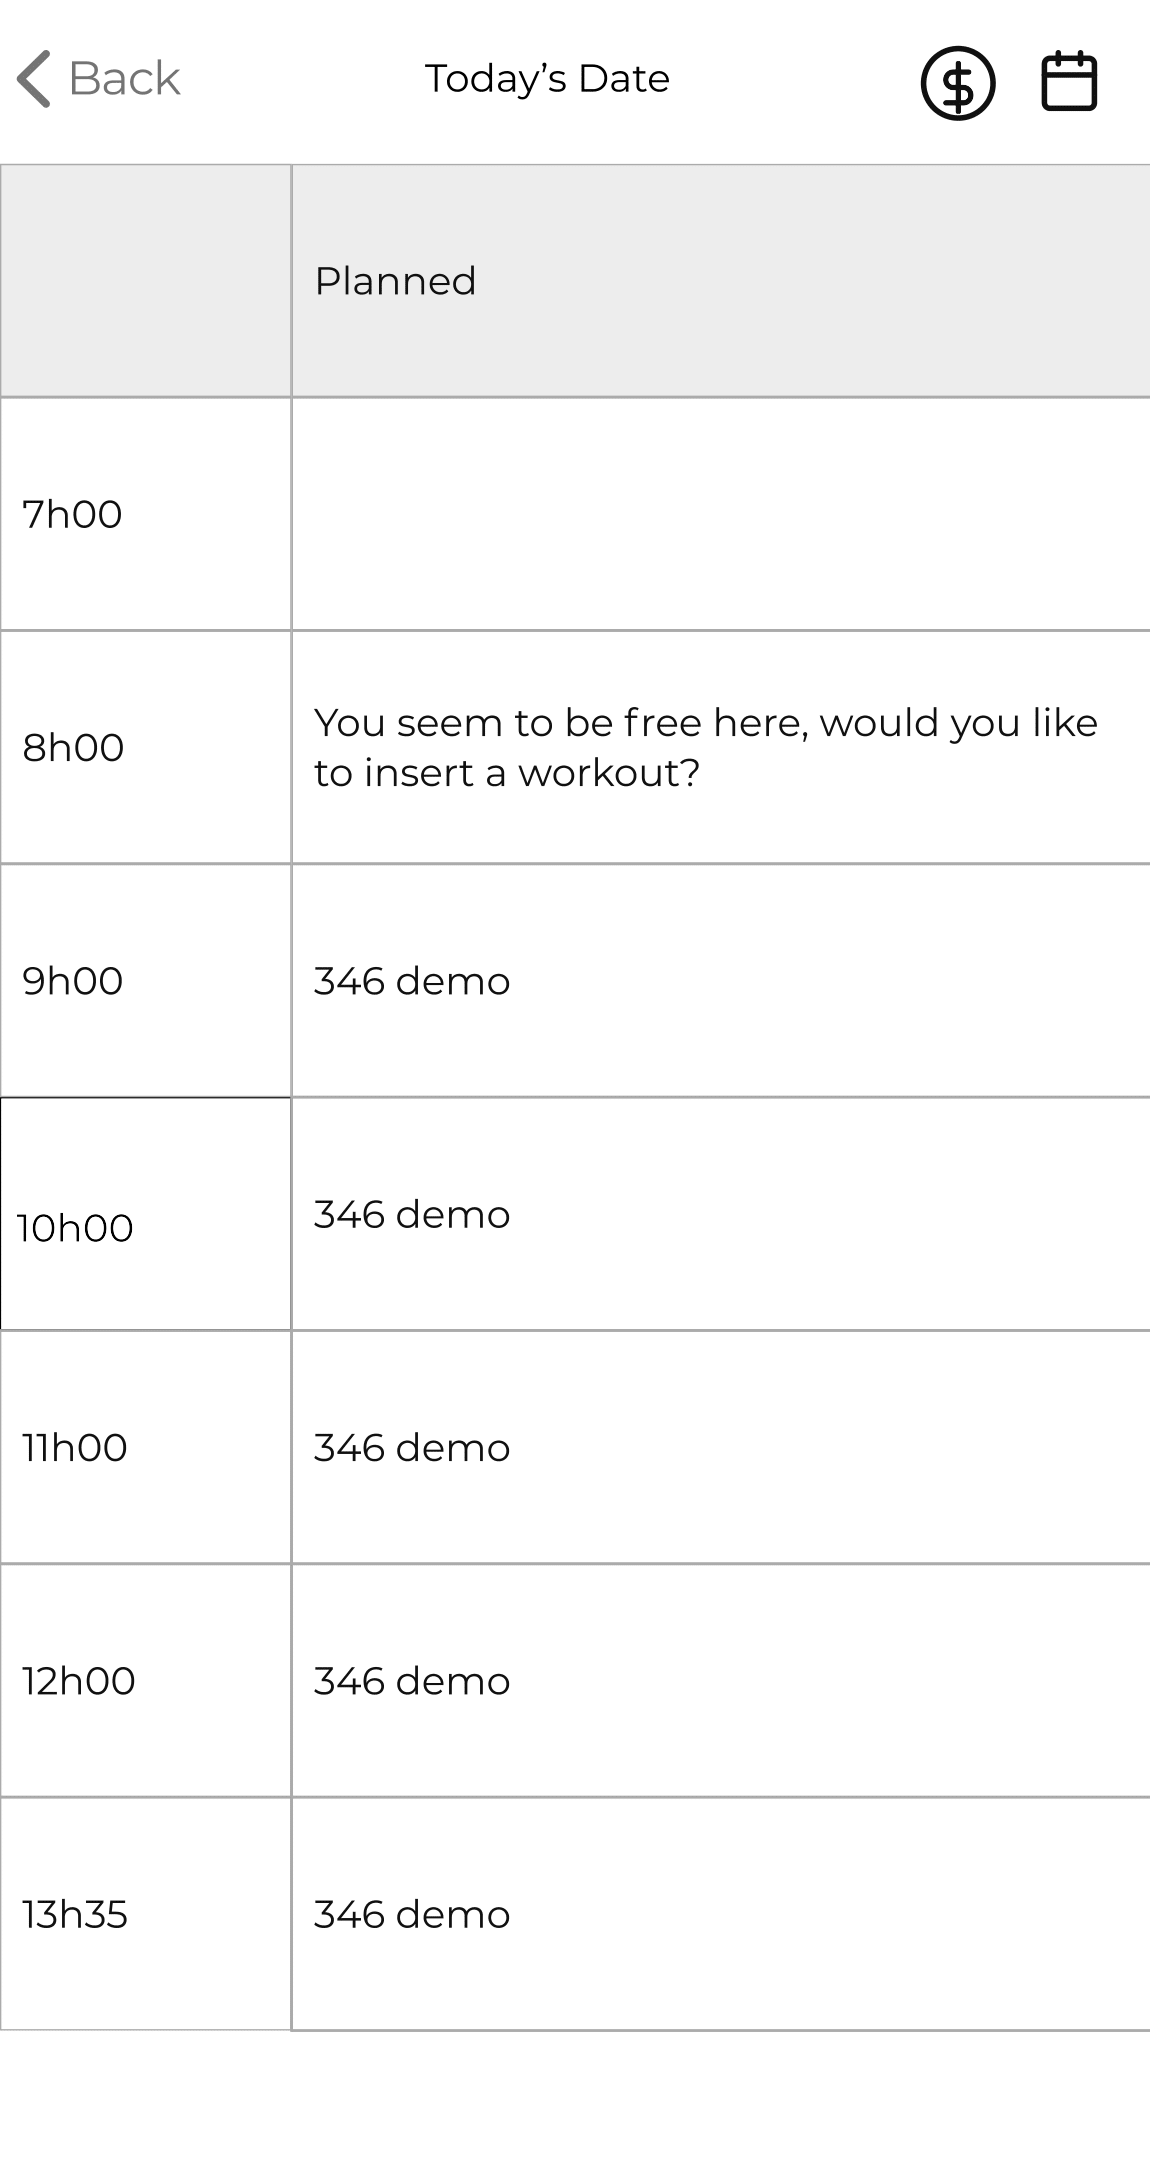 Back
Today’s Date
Planned
7h00
8h00
You seem to be free here, would you like
to insert a workout?
9h00
346 demo
10h00
346 demo
11h00
346 demo
12h00
346 demo
13h35
346 demo